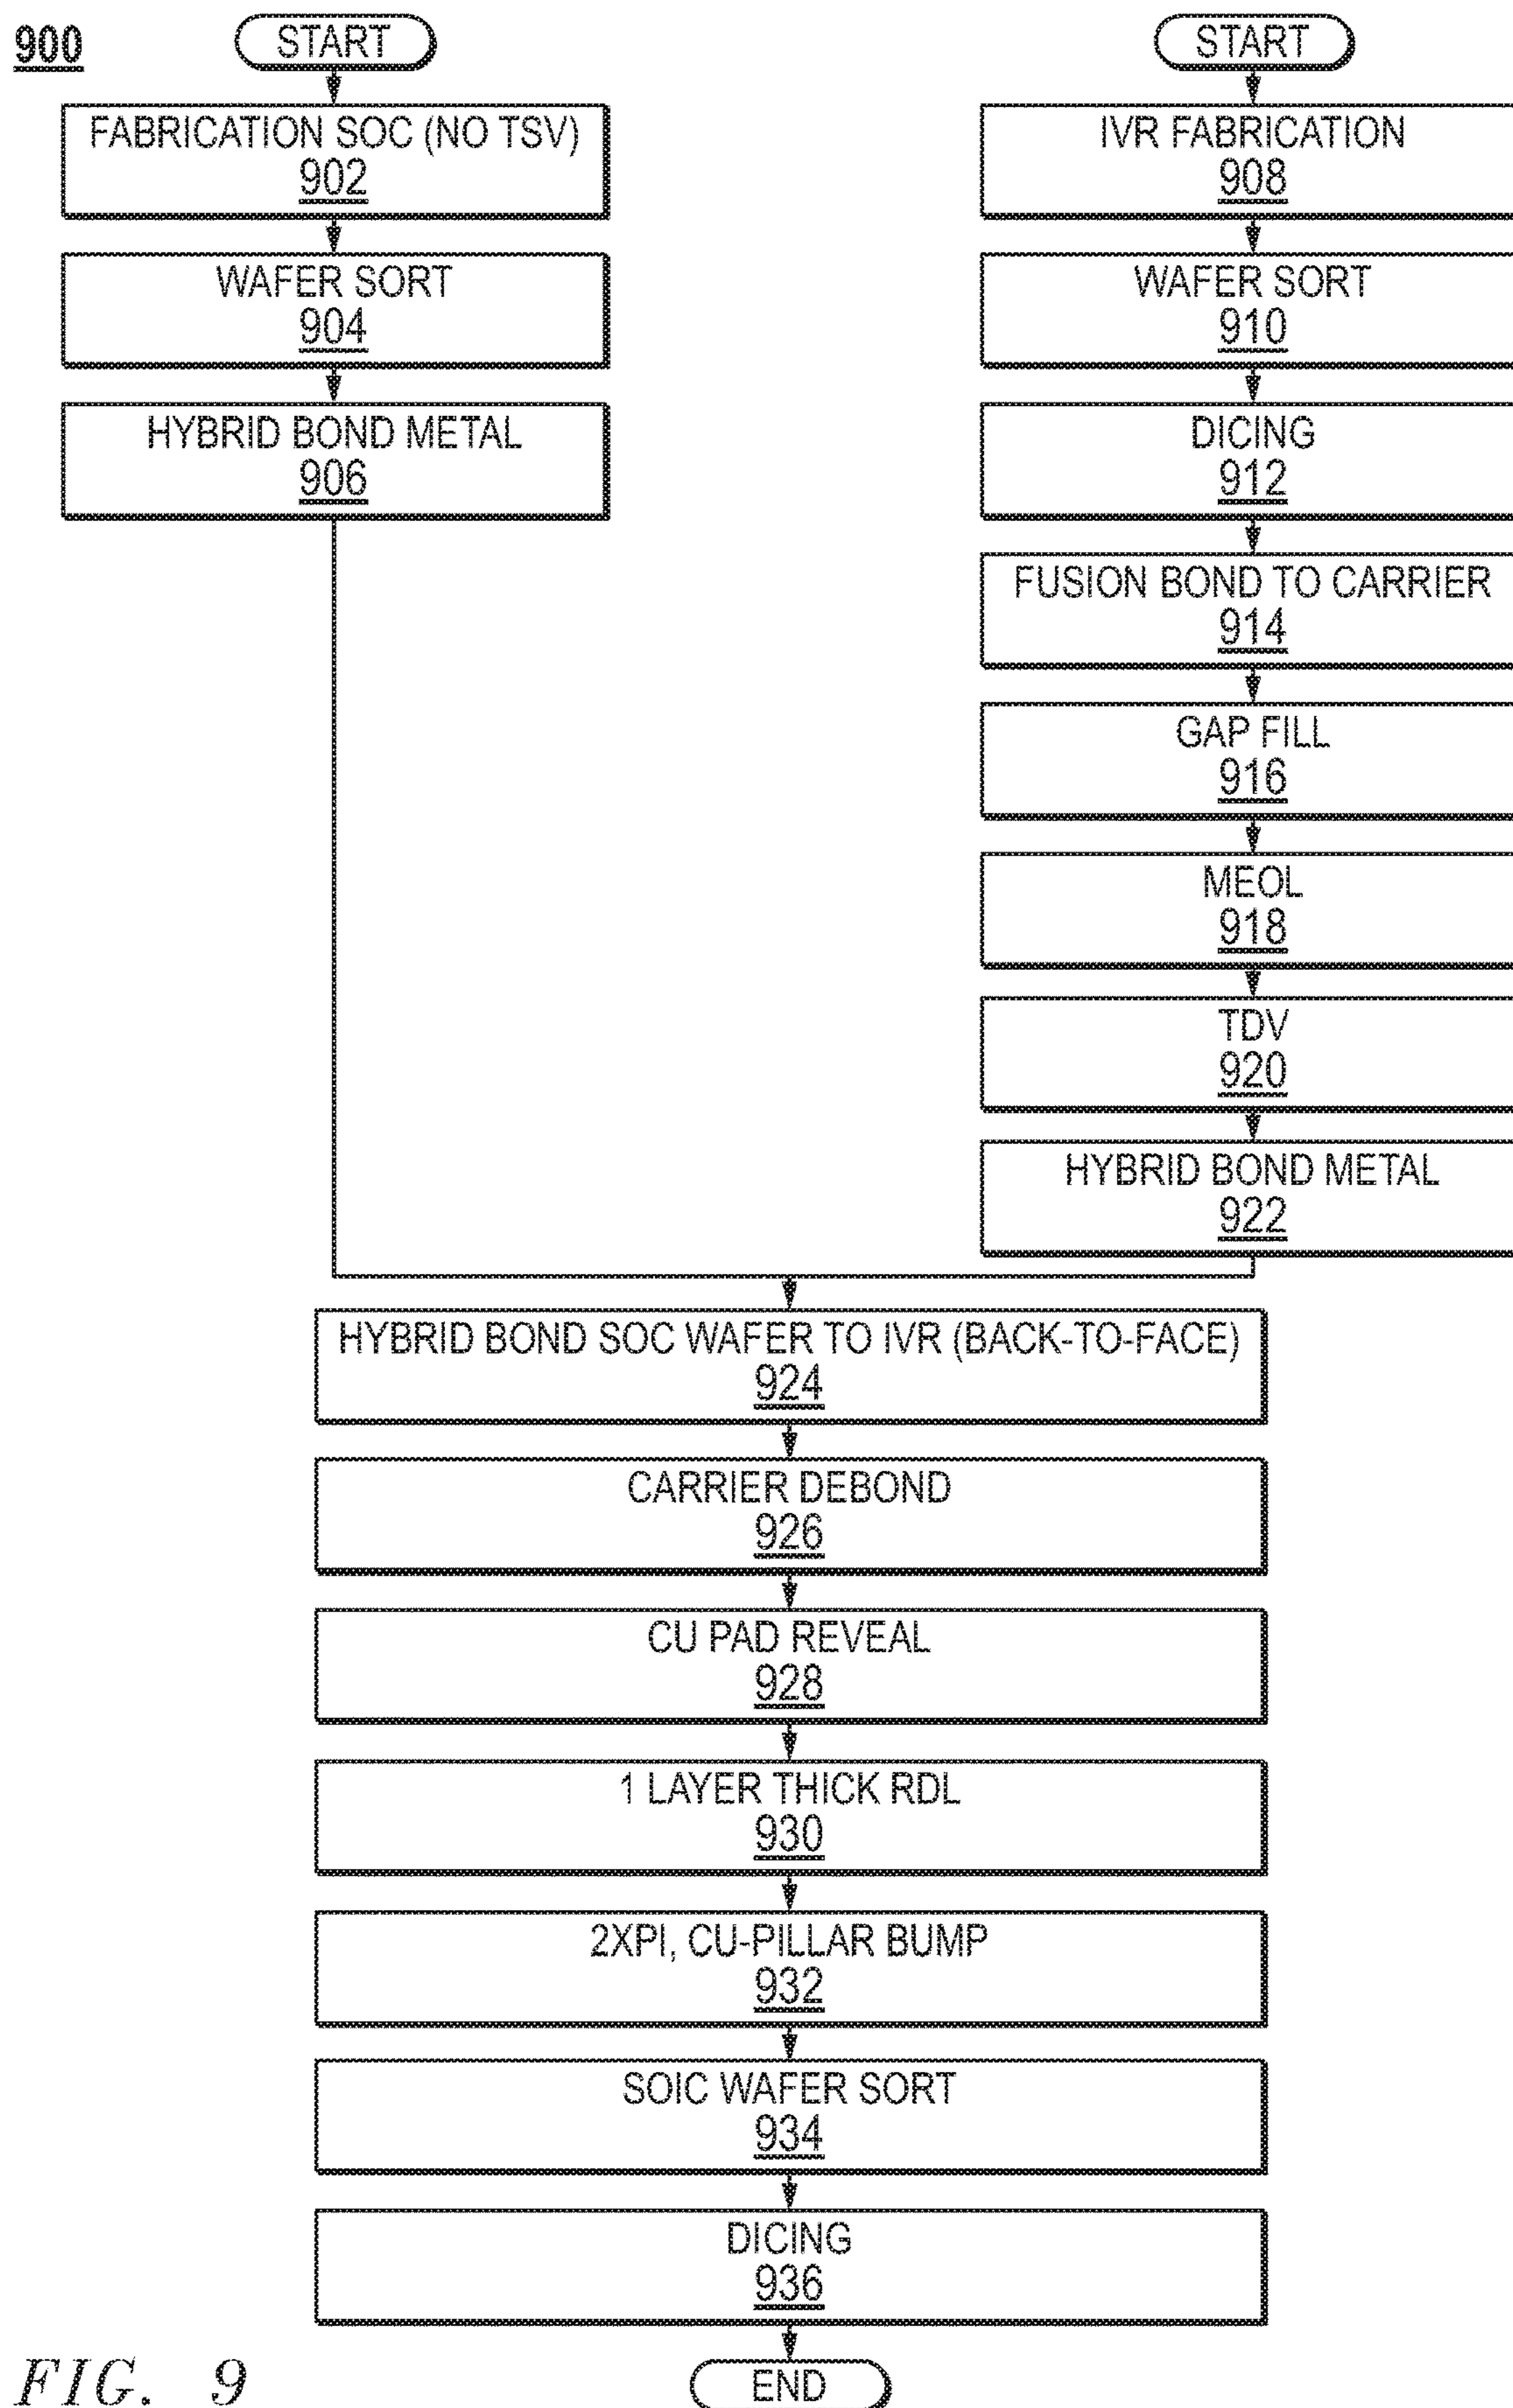 900
START
FABRICATION SOC (NO TSV)
902
WAFER SORT
904
HYBRID BOND METAL
906
START
IVR FABRICATION
908
WAFER SORT
910
DICING
912
FUSION BOND TO CARRIER
914
GAP FILL
916
MEOL
918
TDV
920
HYBRID BOND METAL
922
HYBRID BOND SOC WAFER TO IVR (BACK-TO-FACE)
924
CARRIER DEBOND
926
CU PAD REVEAL
928
1 LAYER THICK RDL
930
2XPI, CU-PILLAR BUMP
932
SOIC WAFER SORT
934
DICING
936
END
FIG. 9